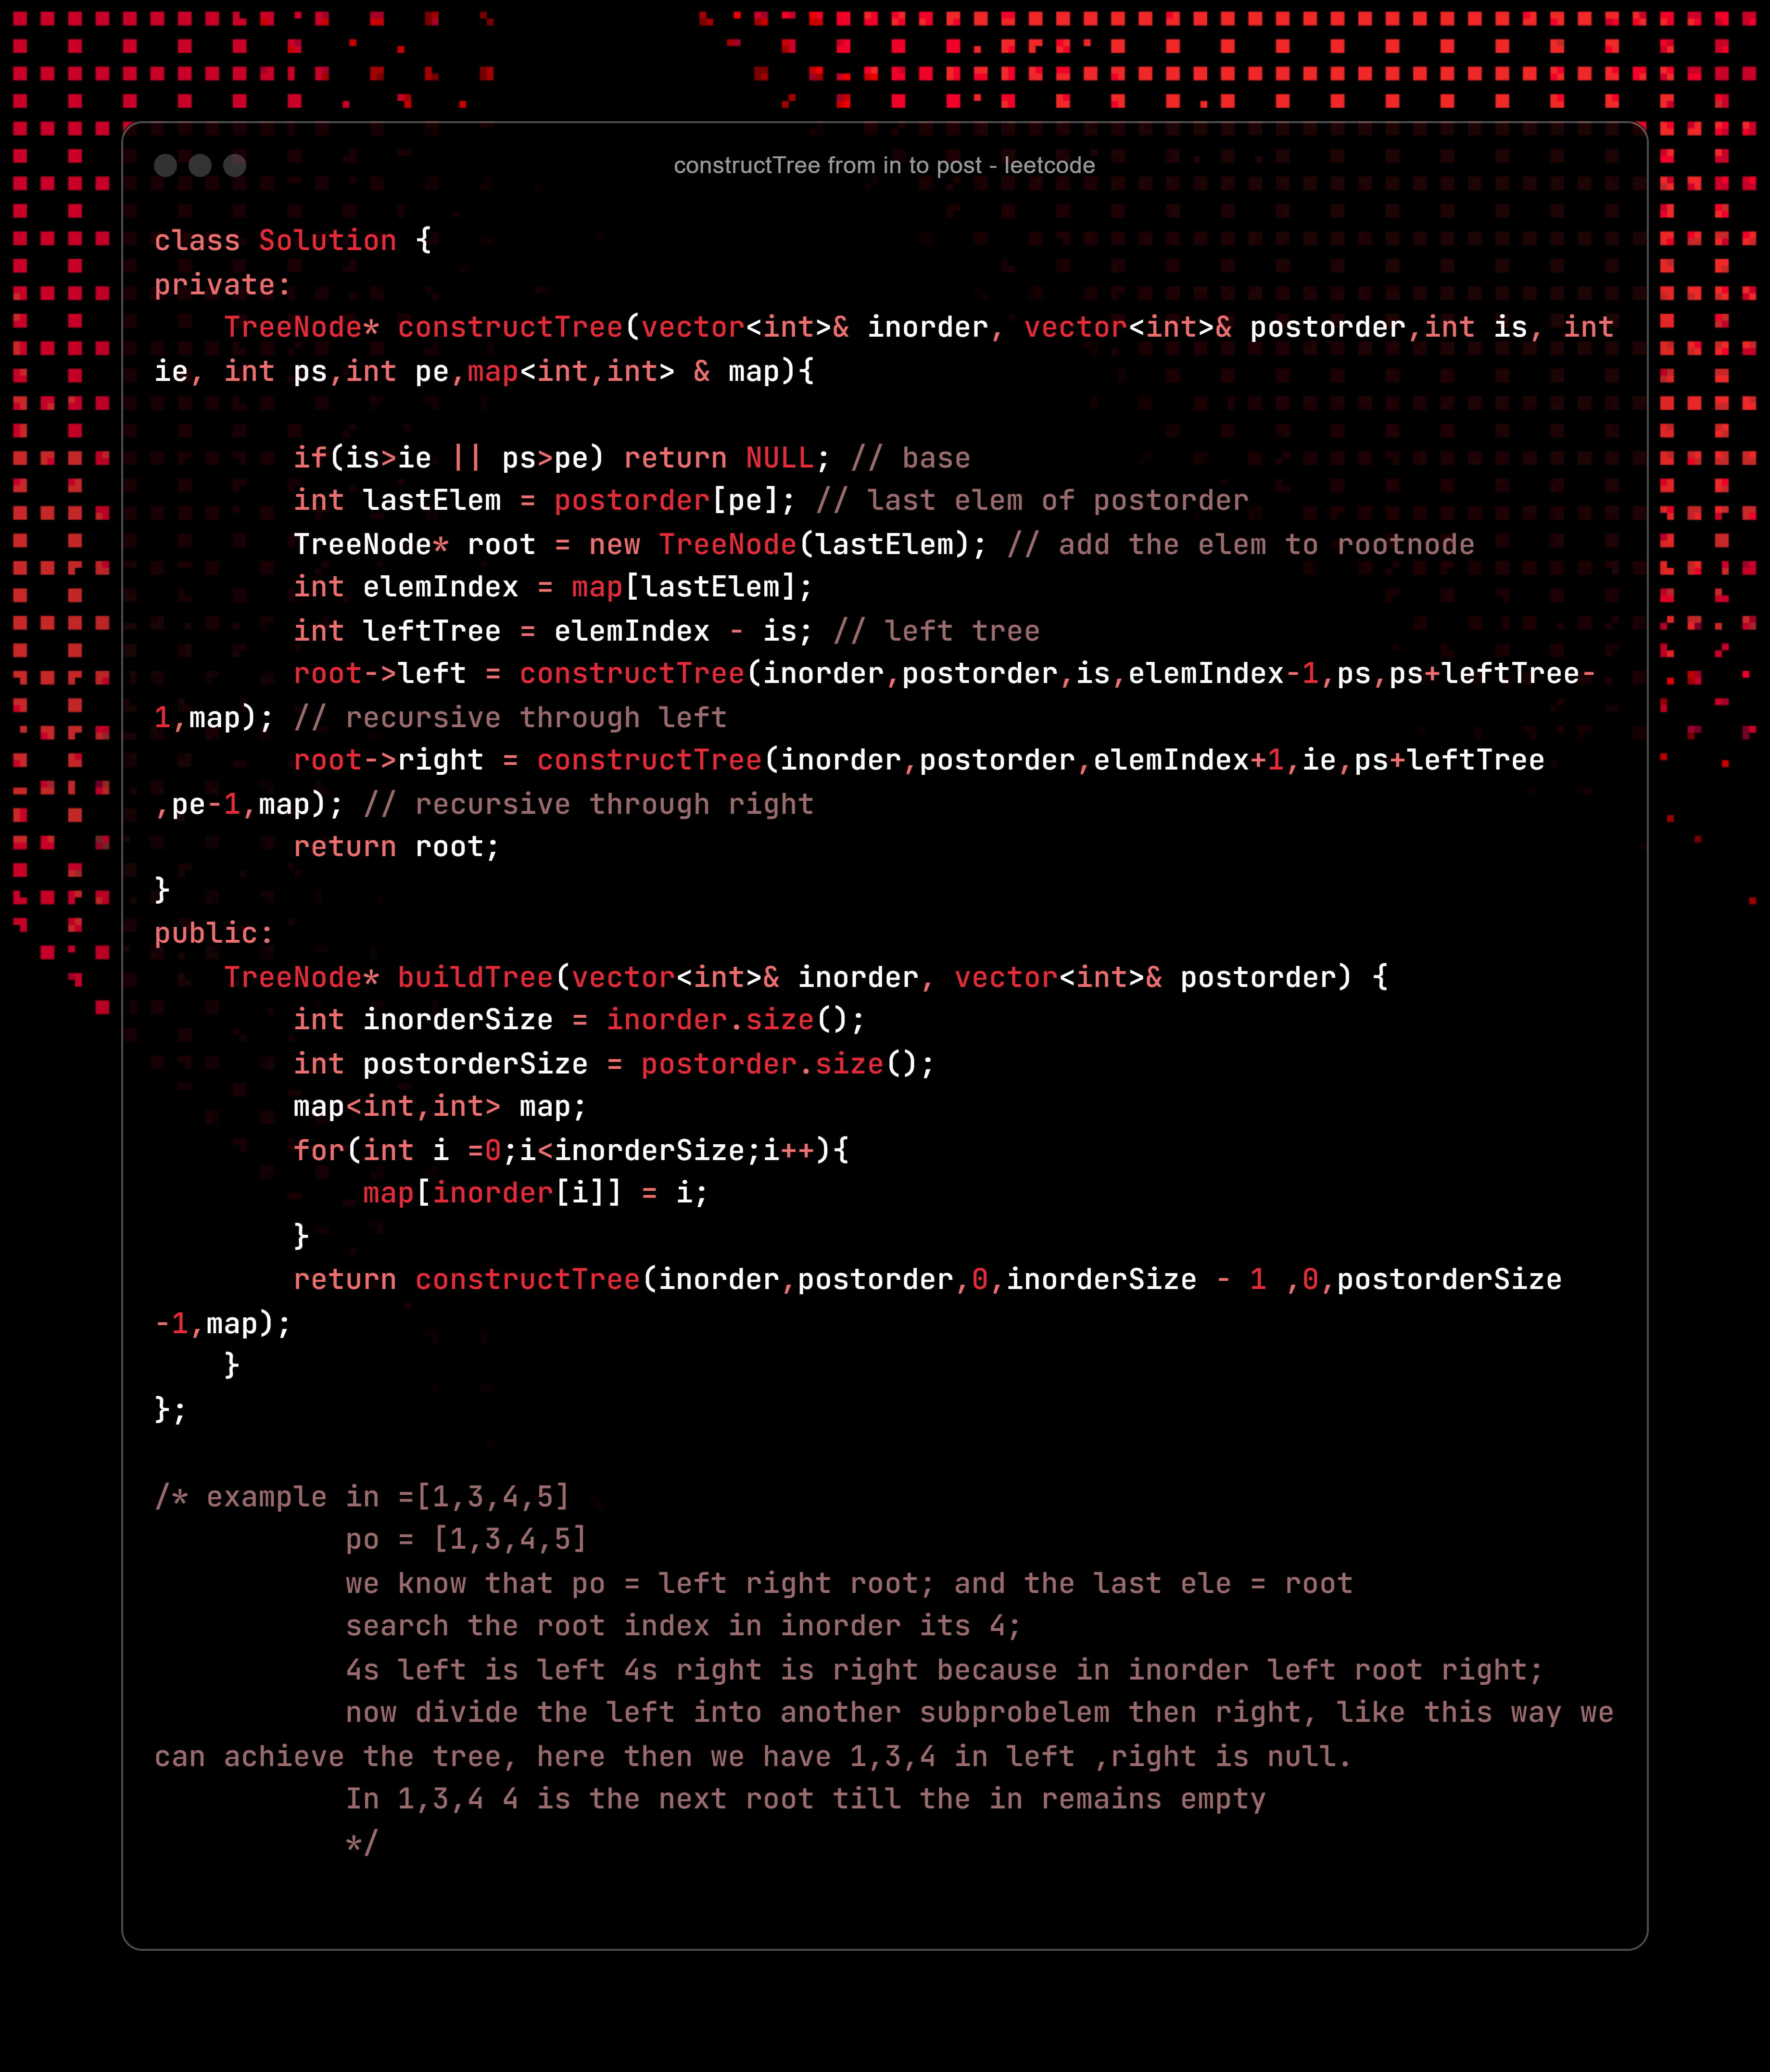 constructTree from in to post - leetcode
class Solution {
private:
    TreeNode* constructTree(vector<int>& inorder, vector<int>& postorder,int is, int
ie, int ps,int pe,map<int,int> & map){

        if(is>ie || ps>pe) return NULL; // base
        int lastElem = postorder[pe]; // last elem of postorder
        TreeNode* root = new TreeNode(lastElem); // add the elem to rootnode
        int elemIndex = map[lastElem];
        int leftTree = elemIndex - is; // left tree
        root->left = constructTree(inorder,postorder,is,elemIndex-1,ps,ps+leftTree-
1,map); // recursive through left
        root->right = constructTree(inorder,postorder,elemIndex+1,ie,ps+leftTree
,pe-1,map); // recursive through right
        return root;
}
public:
    TreeNode* buildTree(vector<int>& inorder, vector<int>& postorder) {
        int inorderSize = inorder.size();
        int postorderSize = postorder.size();
        map<int,int> map;
        for(int i =0;i<inorderSize;i++){
            map[inorder[i]] = i;
        }
        return constructTree(inorder,postorder,0,inorderSize - 1 ,0,postorderSize
-1,map);
    }
};

/* example in =[1,3,4,5]
           po = [1,3,4,5]
           we know that po = left right root; and the last ele = root
           search the root index in inorder its 4;
           4s left is left 4s right is right because in inorder left root right;
           now divide the left into another subprobelem then right, like this way we
can achieve the tree, here then we have 1,3,4 in left ,right is null.
           In 1,3,4 4 is the next root till the in remains empty
           */